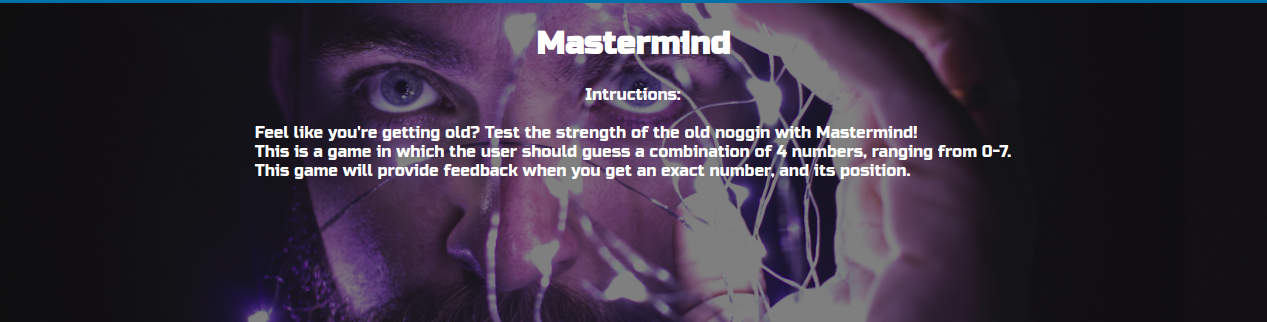 Mastermind
Intructions:
Feel like you're getting old? Test the strength of the old noggin with Mastermind!
This is a game in which the user should guess a combination of 4 numbers, ranging from 0-7.
This game will provide feedback when you get an exact number, and its position.